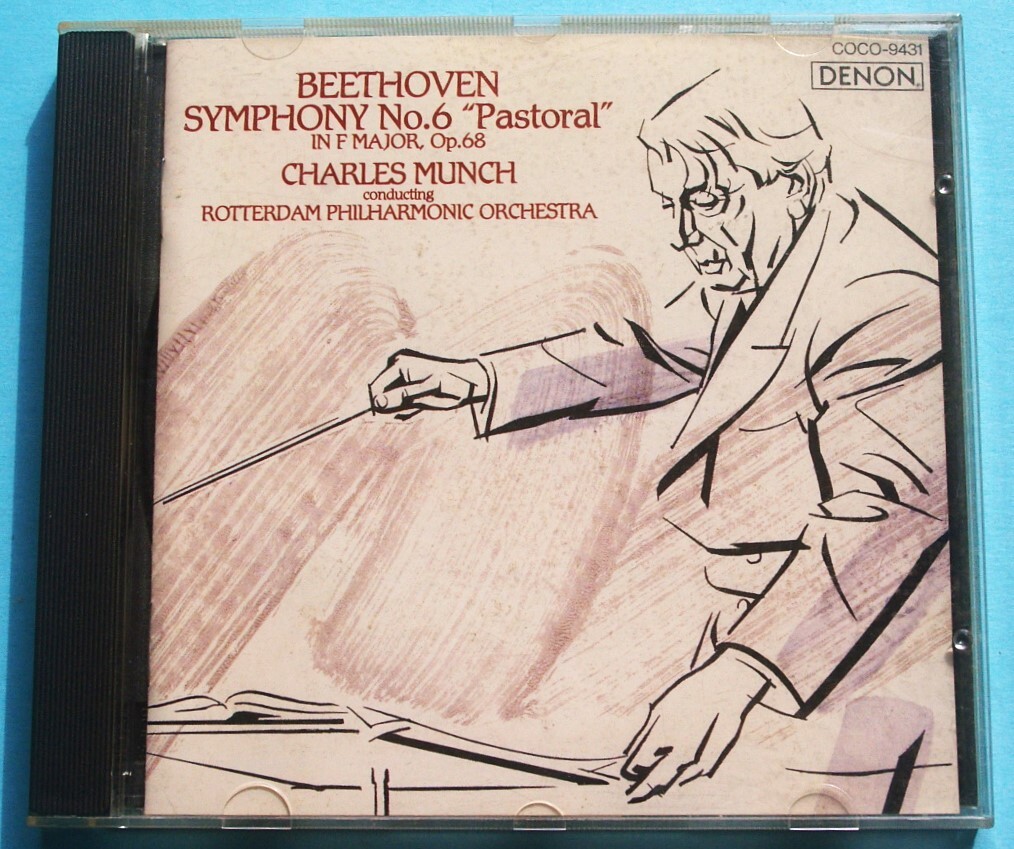 COCO-9431
DENON®
BEETHOVEN
SYMPHONY No.6 “Pastoral”
IN F MAJOR, Op.68
CHARLES MUNCH
conducting
ROTTERDAM PHILHARMONIC ORCHESTRA